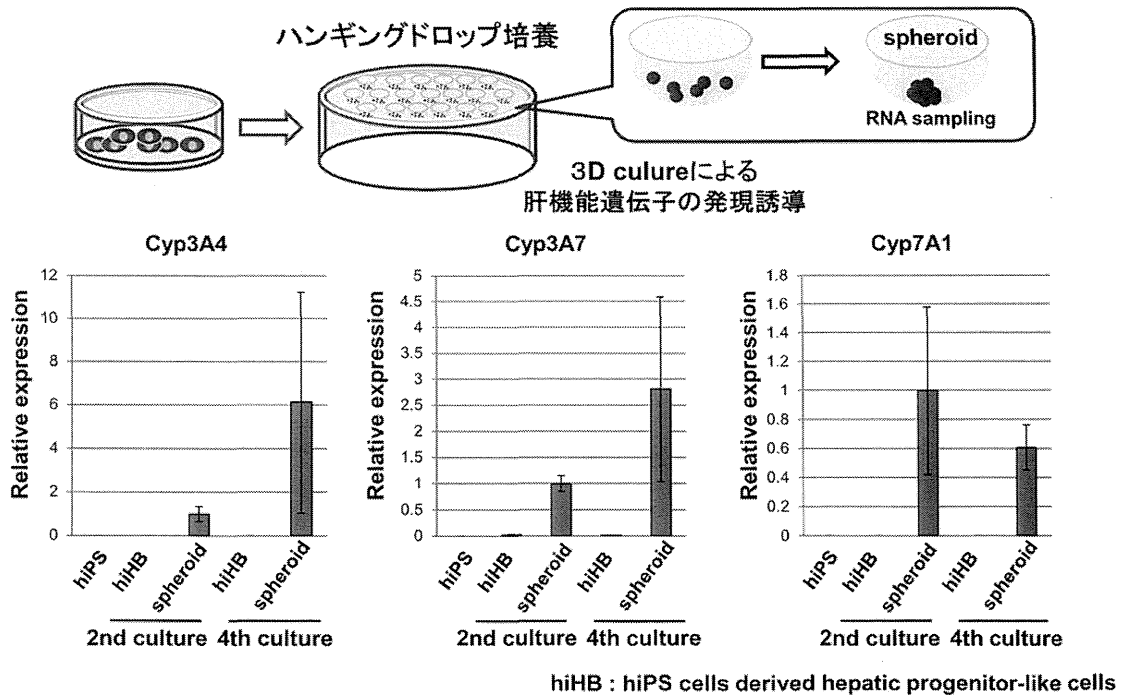 ハンギングドロップ培養
spheroid
RNA sampling
3D culureによる
肝機能遺伝子の発現誘導
Cyp3A4
Relative expression
12
10
8
6
4
2
0
hiPS
hiHB
spheroid
hiHB
spheroid
2nd culture
4th culture
Cyp3A7
Relative expression
5
4.5
4
3.5
3
2.5
2
1.5
1
0.5
0
hiPS
hiHB
spheroid
hiHB
spheroid
2nd culture
4th culture
Cyp7A1
Relative expression
1.8
1.6
1.4
1.2
1
0.8
0.6
0.4
0.2
0
hiPS
hiHB
spheroid
hiHB
spheroid
2nd culture
4th culture
hiHB : hiPS cells derived hepatic progenitor-like cells